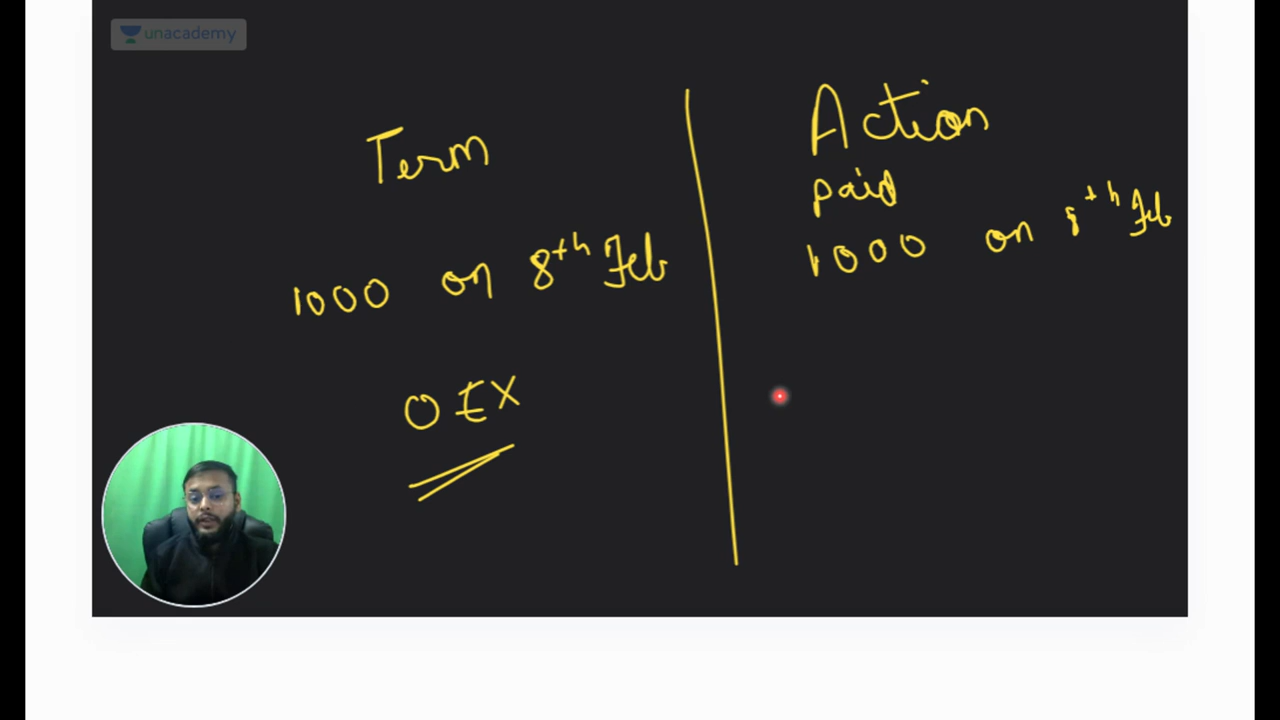 unacademy
Term
1000 on 8th Feb
OEX
Action
paid
1000 on 8th Feb